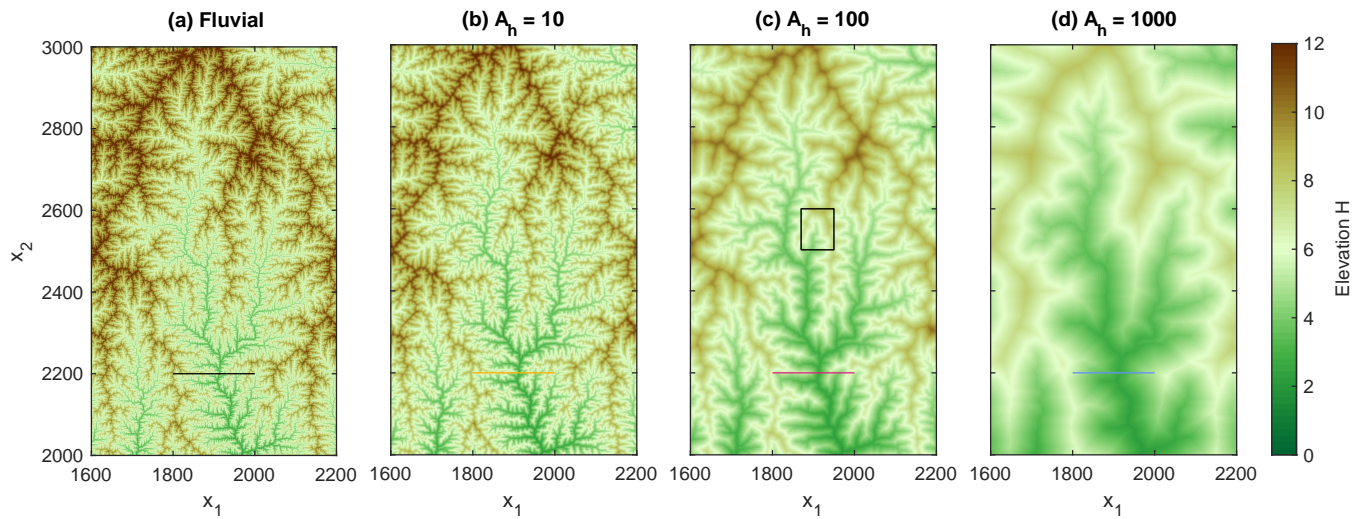 (a) Fluvial
(b) A_h = 10
(c) A_h = 100
(d) A_h = 1000
3000
2800
2600
2400
2200
2000
x_2
1600 1800 2000 2200
1600 1800 2000 2200
1600 1800 2000 2200
1600 1800 2000 2200
x_1
x_1
x_1
x_1
12
10
8
6
4
2
0
Elevation H